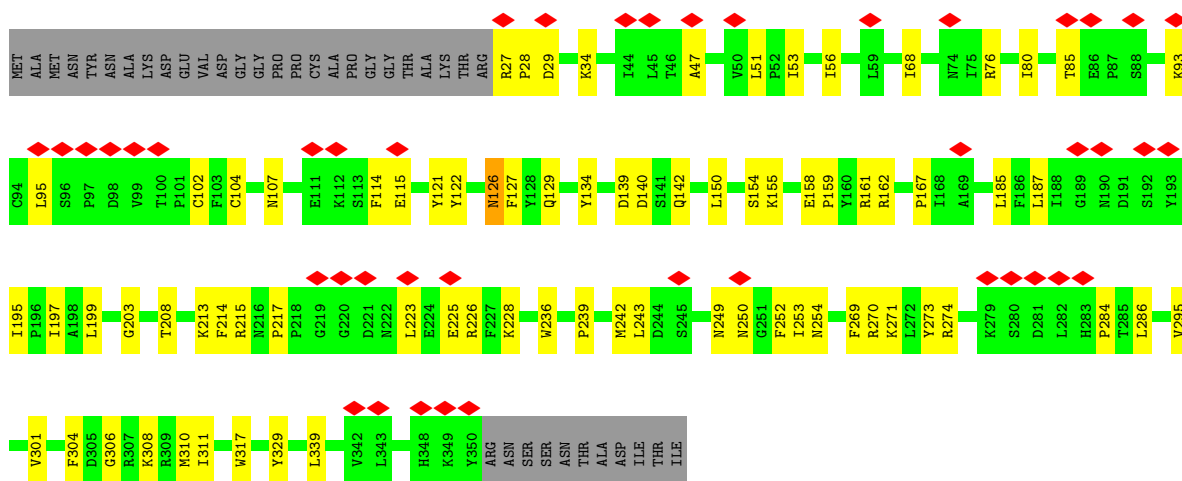 MET ALA MET ASN TYR ASN ALA LYS ASP GLU VAL ASP GLY GLY PRO PRO CYS ALA PRO GLY GLY THR ALA LYS THR ARG R27 P28 D29 K34 I44 L45 T46 A47 V50 L51 P52 I53 I56 L59 I68 N74 I75 R76 I80 T85 E86 P87 S88 K93
C94 L95 S96 P97 D98 V99 T100 P101 C102 F103 C104 N107 E111 K112 S113 F114 E115 Y121 Y122 N126 F127 Y128 Q129 Y134 D139 D140 S141 Q142 L150 S154 K155 E158 P159 Y160 R161 R162 P167 I168 A169 L185 F186 L187 I188 G189 N190 D191 S192 Y193
I195 P196 I197 A198 L199 G203 T208 K213 F214 R215 N216 P217 P218 G219 G220 D221 N222 L223 E224 E225 R226 F227 K228 W236 P239 M242 L243 D244 S245 N249 N250 G251 F252 I253 N254 F269 R270 K271 L272 Y273 R274 K279 S280 D281 L282 H283 P284 T285 L286 V295
V301 F304 D305 G306 R307 K308 R309 M310 I311 W317 Y329 L339 V342 L343 H348 K349 Y350 ARG ASN SER SER ASN THR ALA ASP ILE THR ILE